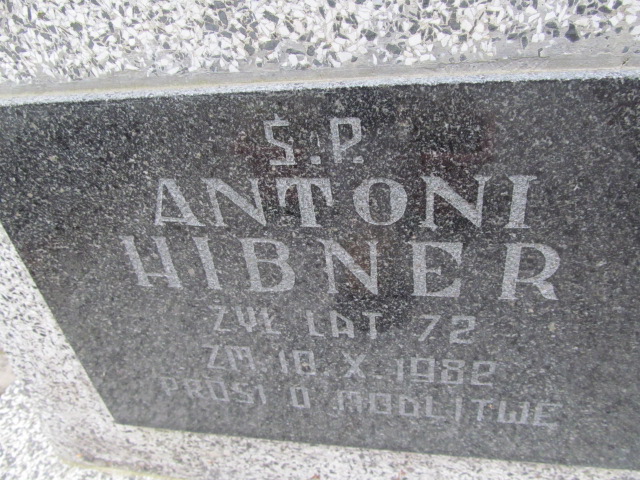 Ś.P.
ANTONI
HIBNER
ŻYŁ LAT 72
ZM. 10.X.1982
PROSI O MODLITWĘ